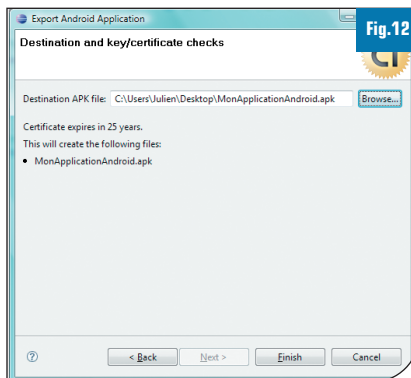 Export Android Application
Fig.12
Destination and key/certificate checks
Destination APK file: C:\Users\Julien\Desktop\MonApplicationAndroid.apk Browse...
Certificate expires in 25 years.
This will create the following files:
• MonApplicationAndroid.apk
? < Back Next > Finish Cancel